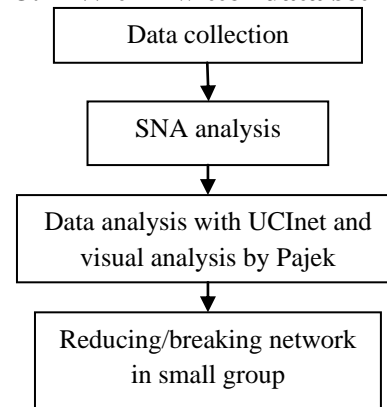 Data collection
SNA analysis
Data analysis with UCInet and
visual analysis by Pajek
Reducing/breaking network
in small group